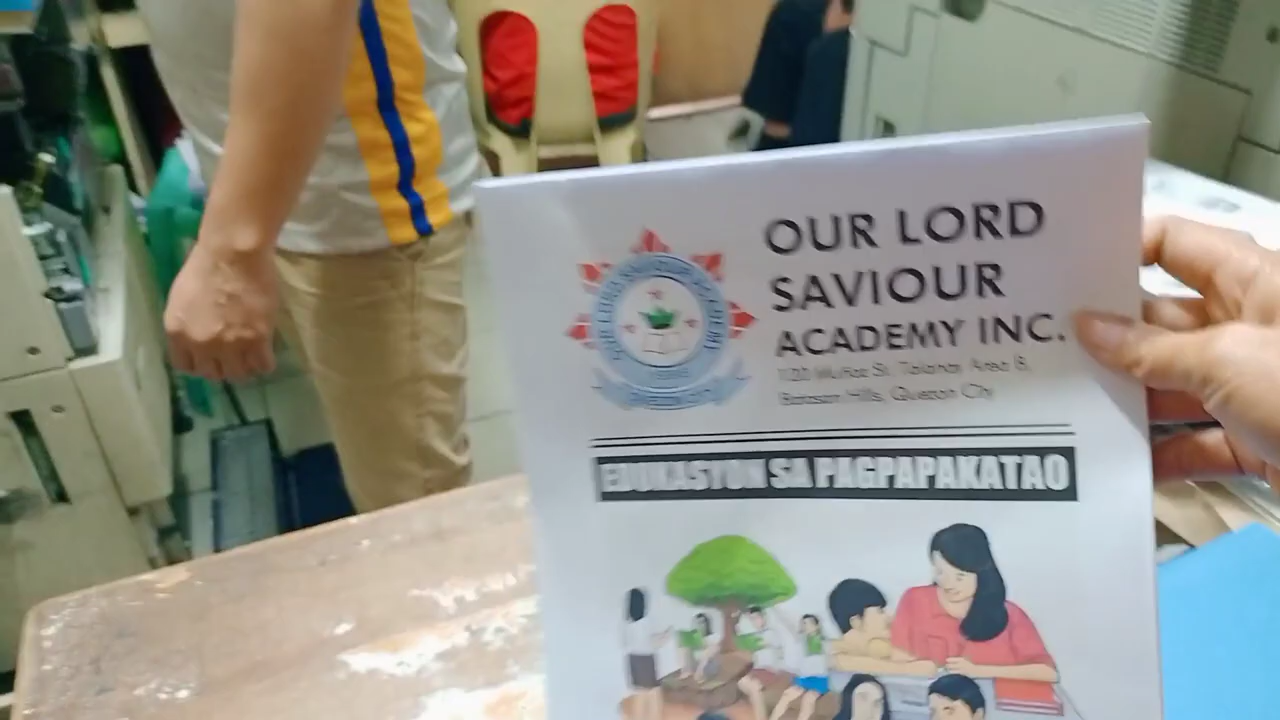 OUR LORD
SAVIOUR
ACADEMY INC.
Batasan Hills, Quezon City
EDUKASYON SA PAGPAPAKATAO